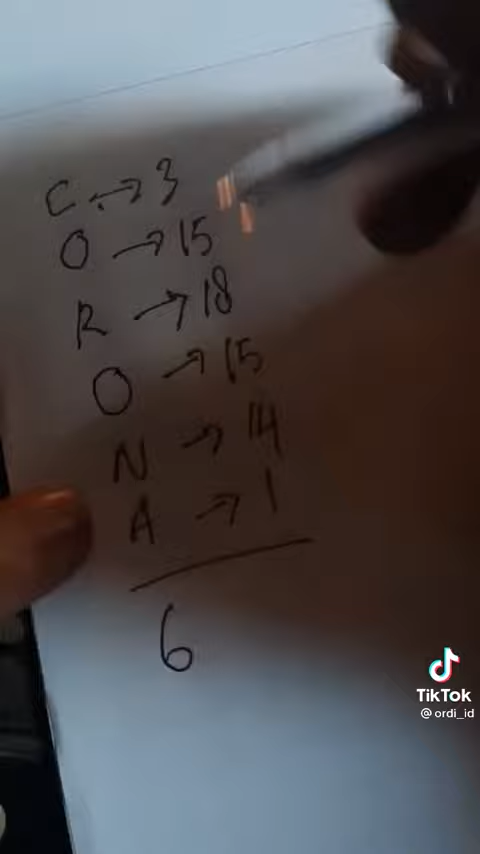 C → 3
O → 15
R → 18
O → 15
N → 14
A → 1
6
TikTok
@ordi_id